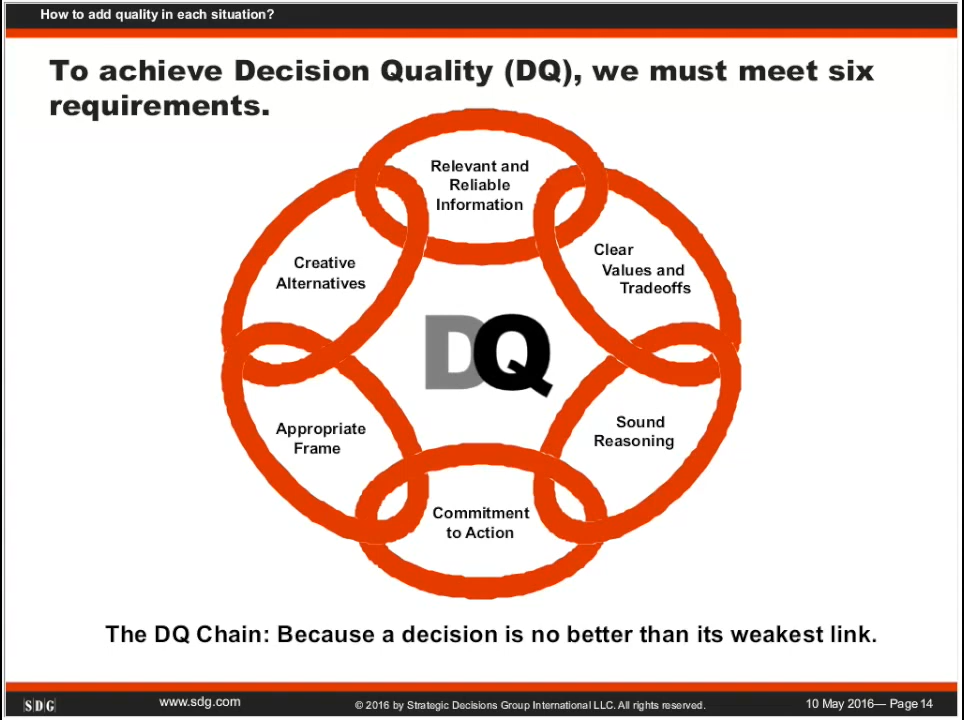 How to add quality in each situation?
To achieve Decision Quality (DQ), we must meet six
requirements.
Relevant and
Reliable
Information
Creative
Alternatives
Clear
Values and
Tradeoffs
DQ
Appropriate
Frame
Sound
Reasoning
Commitment
to Action
The DQ Chain: Because a decision is no better than its weakest link.
SDG
www.sdg.com
© 2016 by Strategic Decisions Group International LLC. All rights reserved.
10 May 2016— Page 14